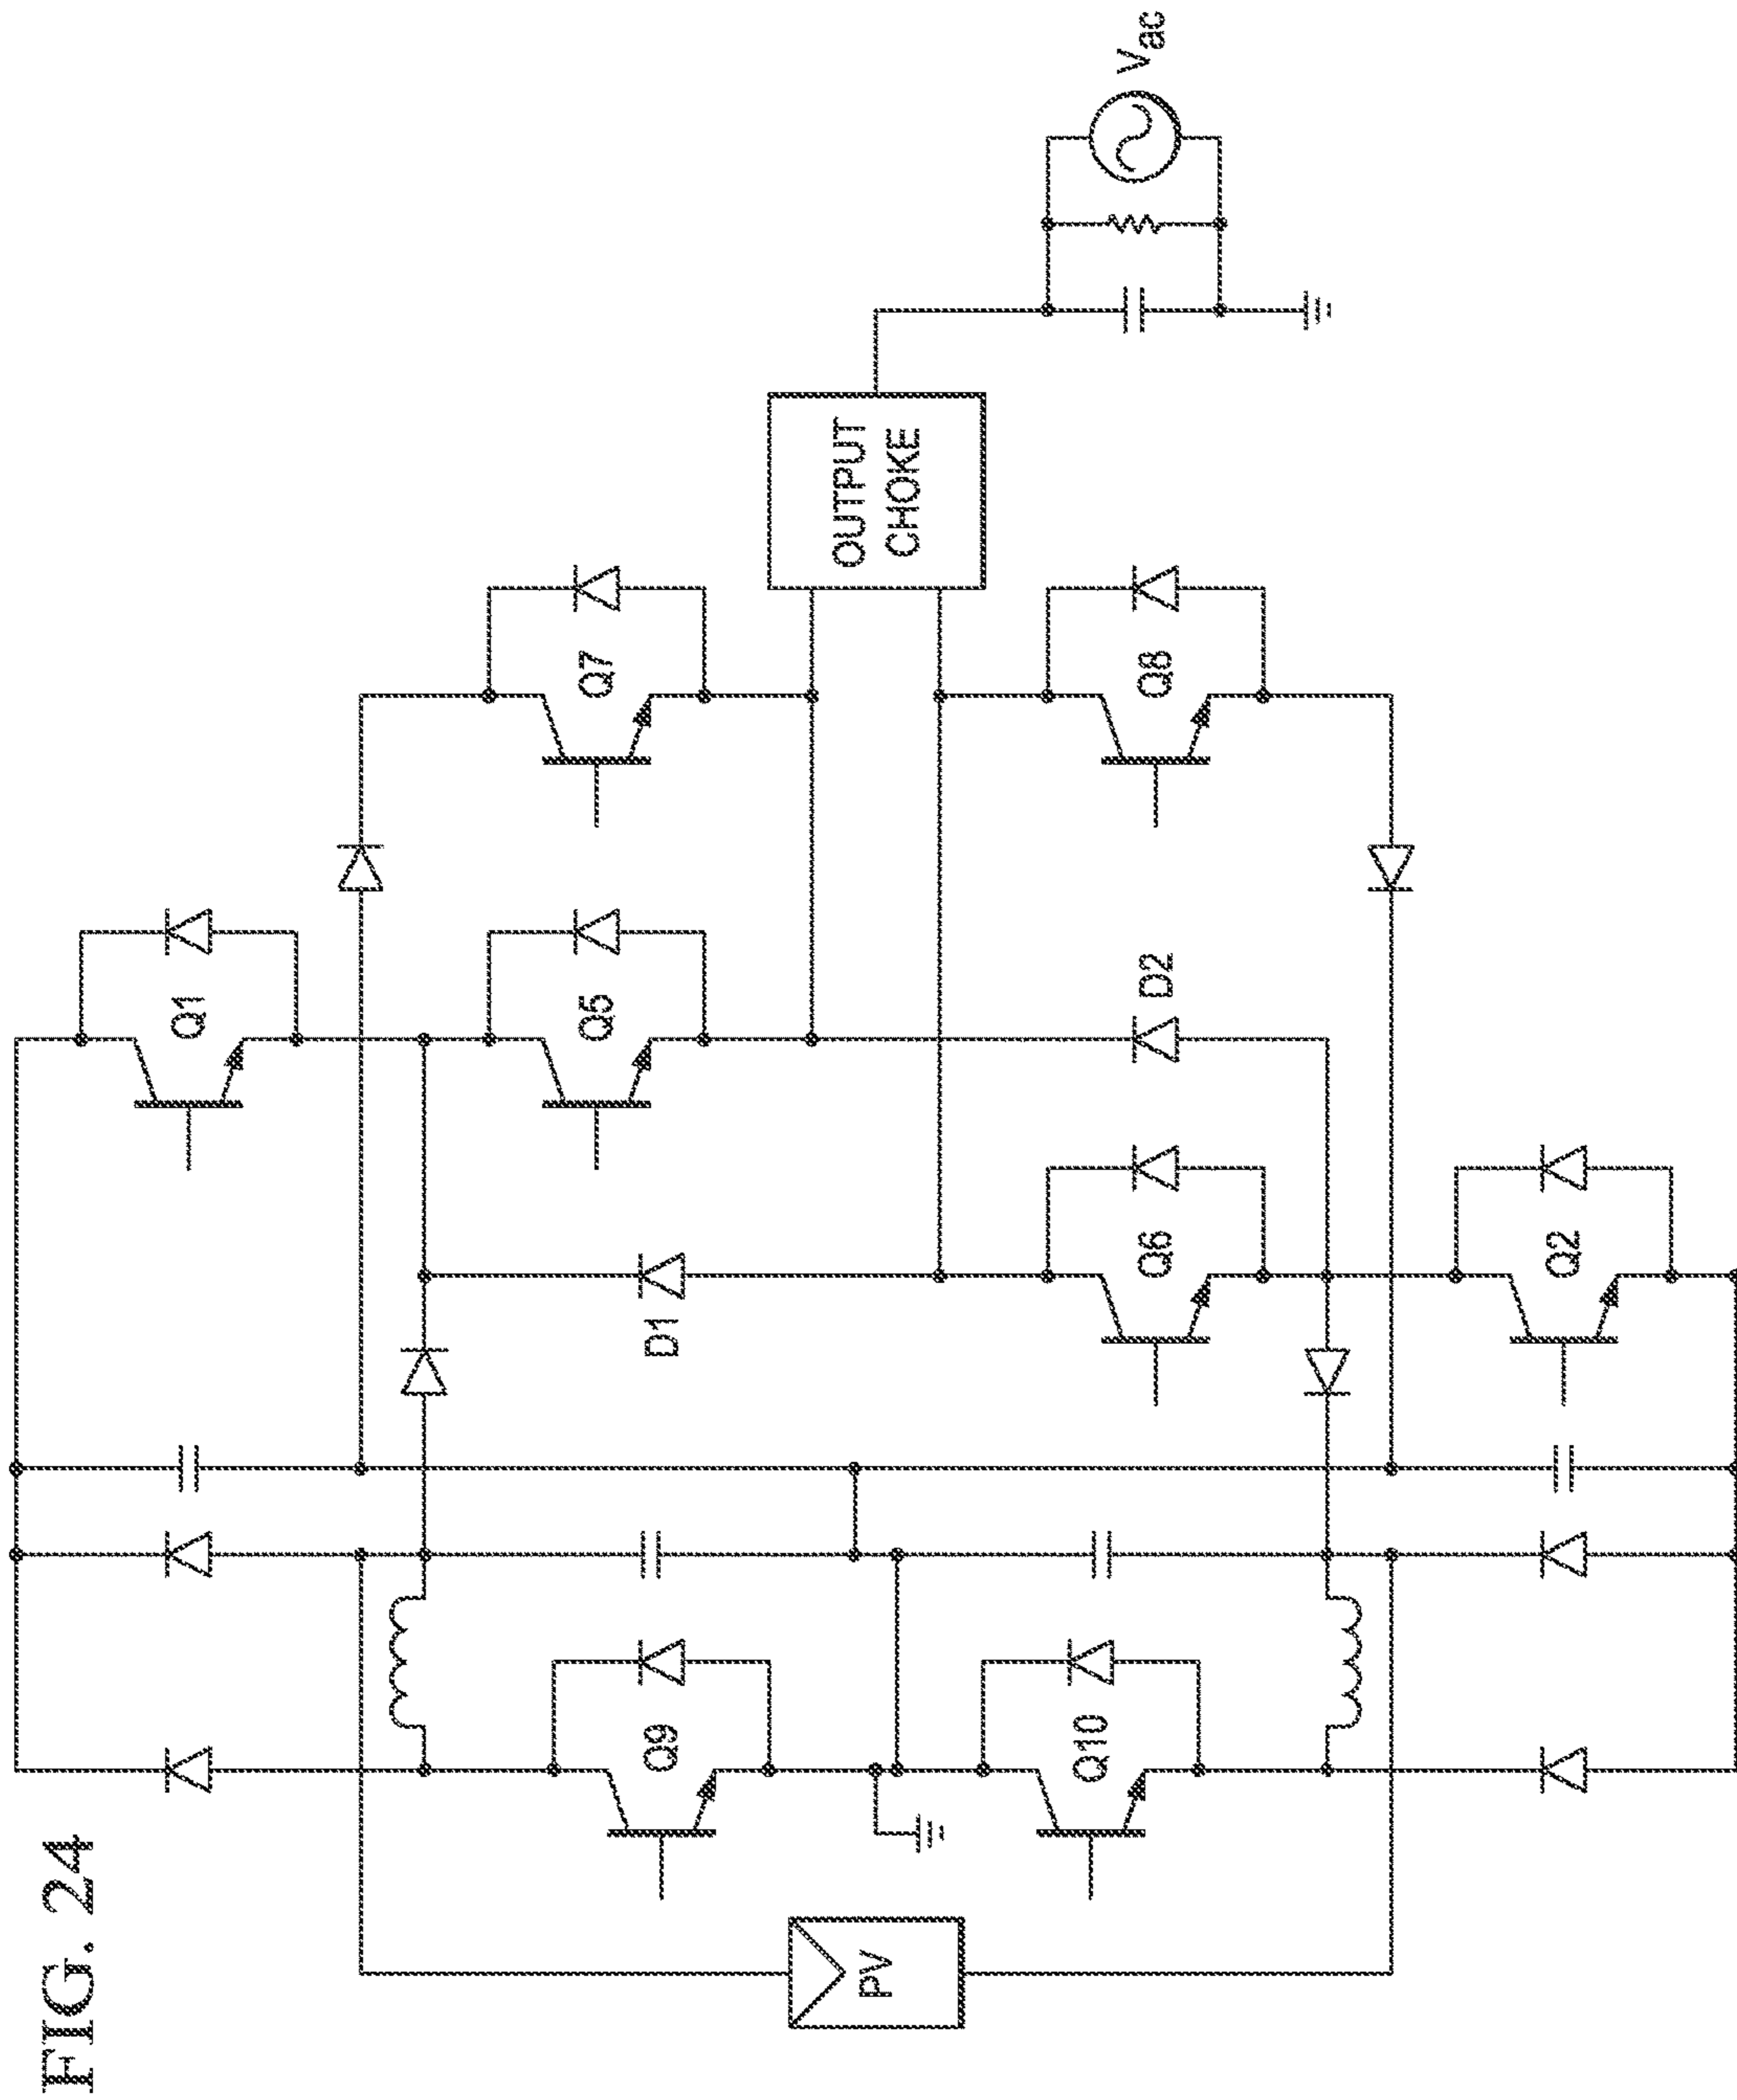 FIG. 24
PV
Q9
Q10
D1
Q6
Q2
Q1
Q5
D2
Q7
Q8
OUTPUT
CHOKE
Vac